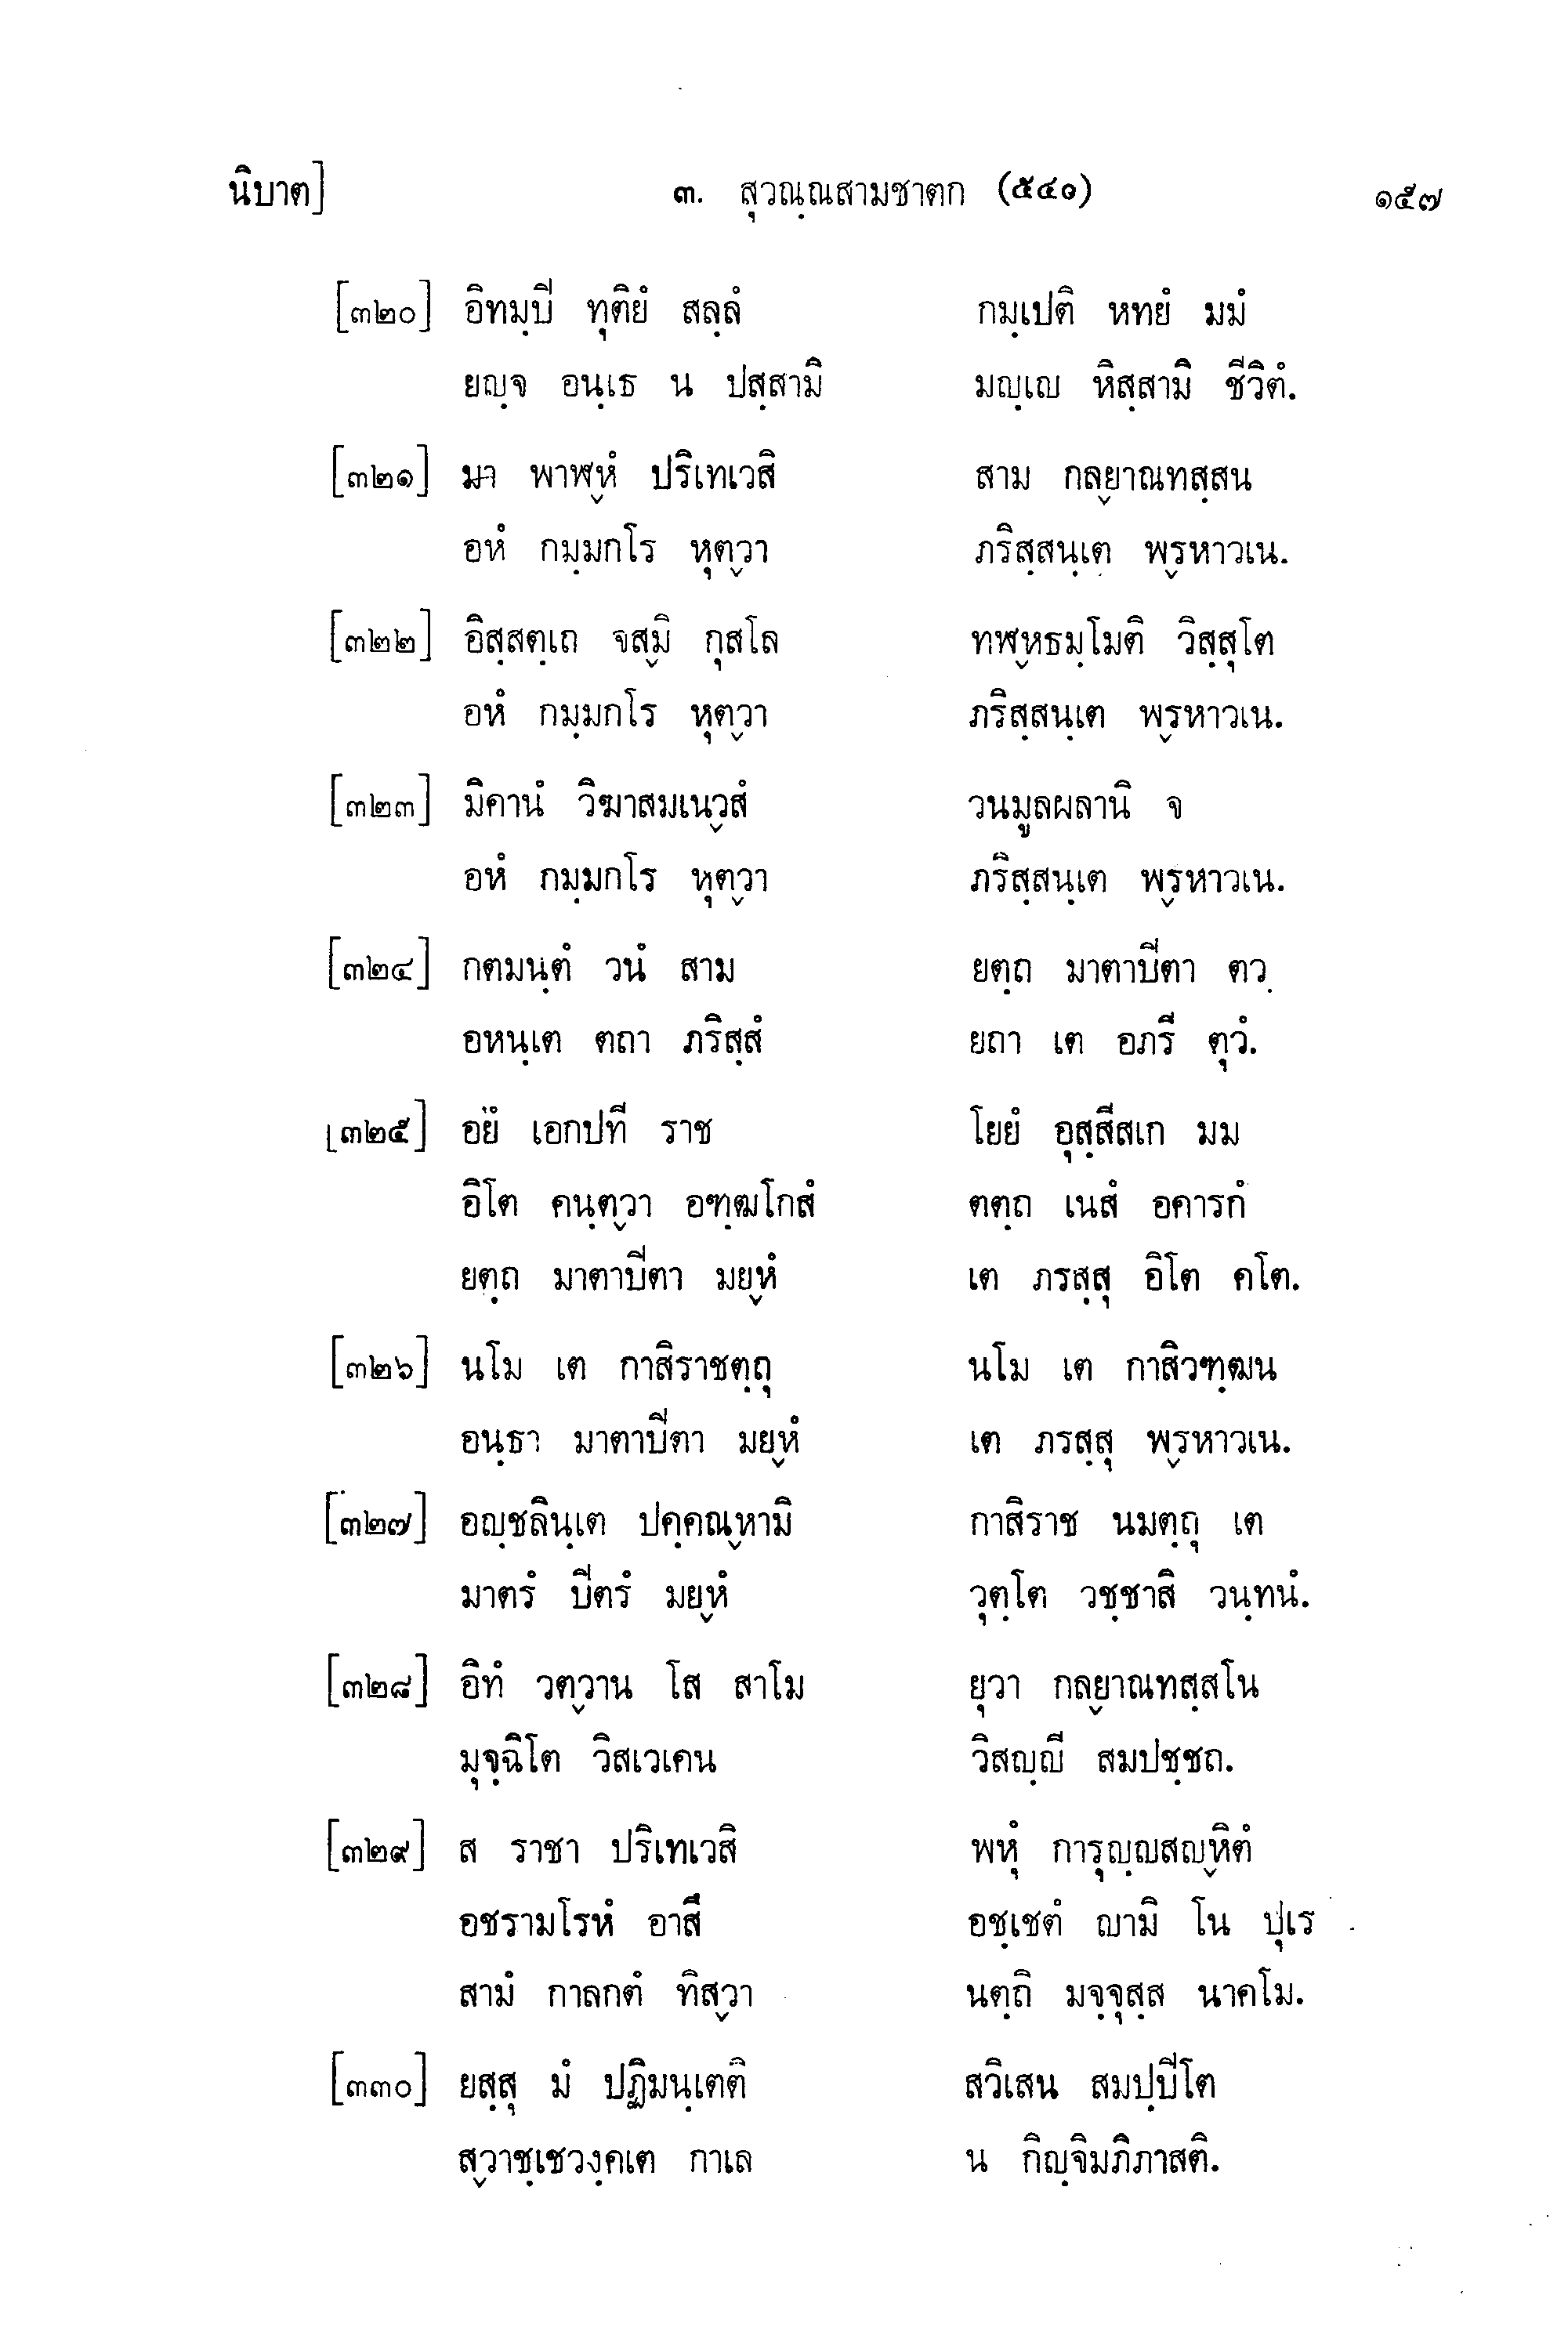 นิบาต] ๓. สุวณฺณสามชาตก (๕๔๐) ๑๕๗
[๓๒๐] อิทมฺปิ ทุติยํ สลฺลํ กมฺเปติ หทยํ มมํ
ยญฺจ อนฺเธ น ปสฺสามิ มญฺเญ หิสฺสามิ ชีวิตํ.
[๓๒๑] มา พาฬฺหํ ปริเทเวสิ สาม กลฺยาณทสฺสน
อหํ กมฺมกโร หุตฺวา ภริสฺสนฺเต พฺรหาวเน.
[๓๒๒] อิสฺสตฺเถ จสฺมิ กุสโล ทฬฺหธมฺโมติ วิสฺสุโต
อหํ กมฺมกโร หุตฺวา ภริสฺสนฺเต พฺรหาวเน.
[๓๒๓] มิคานํ วิฆาสมเนฺวสํ วนมูลผลานิ จ
อหํ กมฺมกโร หุตฺวา ภริสฺสนฺเต พฺรหาวเน.
[๓๒๔] กตมนฺตํ วนํ สาม ยตฺถ มาตาปิตา ตว
อหนฺเต ตถา ภริสฺสํ ยถา เต อภรี ตุวํ.
[๓๒๕] อยํ เอกปที ราช โยยํ อุสฺสีสเก มม
อิโต คนฺตฺวา อฑฺฒโกสํ ตตฺถ เนสํ อคารกํ
ยตฺถ มาตาปิตา มยฺหํ เต ภรสฺสุ อิโต คโต.
[๓๒๖] นโม เต กาสิราชตฺถุ นโม เต กาสิวฑฺฒน
อนฺธา มาตาปิตา มยฺหํ เต ภรสฺสุ พฺรหาวเน.
[๓๒๗] อญฺชลินฺเต ปคฺคณฺหามิ กาสิราช นมตฺถุ เต
มาตรํ ปิตรํ มยฺหํ วุตฺโต วชฺชาสิ วนฺทนํ.
[๓๒๘] อิทํ วตฺวาน โส สาโม ยุวา กลฺยาณทสฺสโน
มุจฺฉิโต วิสเวเคน วิสญฺญี สมปชฺชถ.
[๓๒๙] ส ราชา ปริเทเวสิ พหุํ การุญฺญสญฺหิตํ
อชรามโรหํ อาสึ อชฺเชตํ ญามิ โน ปุเร
สามํ กาลกตํ ทิสฺวา นตฺถิ มจฺจุสฺส นาคโม.
[๓๓๐] ยสฺสุ มํ ปฏิมนฺเตติ สวิเสน สมปฺปิโต
สฺวาชฺเชวงฺคเต กาเล น กิญฺจิมภิภาสติ.